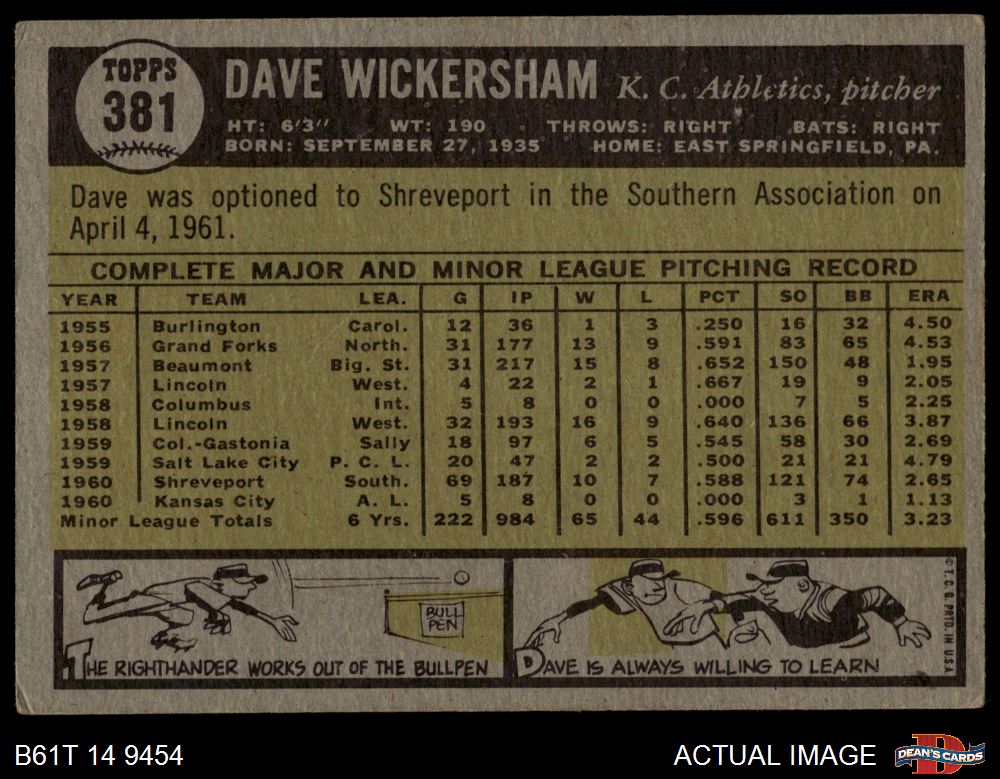 TOPPS
381
DAVE WICKERSHAM K. C. Athletics, pitcher
HT: 6'3" WT: 190 THROWS: RIGHT BATS: RIGHT
BORN: SEPTEMBER 27, 1935 HOME: EAST SPRINGFIELD, PA.
Dave was optioned to Shreveport in the Southern Association on
April 4, 1961.
COMPLETE MAJOR AND MINOR LEAGUE PITCHING RECORD
YEAR TEAM LEA. G IP W L PCT SO BB ERA
1955 Burlington Carol. 12 36 1 3 .250 16 32 4.50
1956 Grand Forks North. 31 177 13 9 .591 83 65 4.53
1957 Beaumont Big. St. 31 217 15 8 .652 150 48 1.95
1957 Lincoln West. 4 22 2 1 .667 19 9 2.05
1958 Columbus Int. 5 8 0 0 .000 7 5 2.25
1958 Lincoln West. 32 193 16 9 .640 136 66 3.87
1959 Col.-Gastonia Sally 18 97 6 5 .545 58 30 2.69
1959 Salt Lake City P. C. L. 20 47 2 2 .500 21 21 4.79
1960 Shreveport South. 69 187 10 7 .588 121 74 2.65
1960 Kansas City A. L. 5 8 0 0 .000 3 1 1.13
Minor League Totals 6 Yrs. 222 984 65 44 .596 611 350 3.23
BULL
PEN
THE RIGHTHANDER WORKS OUT OF THE BULLPEN
DAVE IS ALWAYS WILLING TO LEARN
© T. C. G. PRTD. IN U.S.A.
B61T 14 9454
ACTUAL IMAGE
DEAN'S CARDS